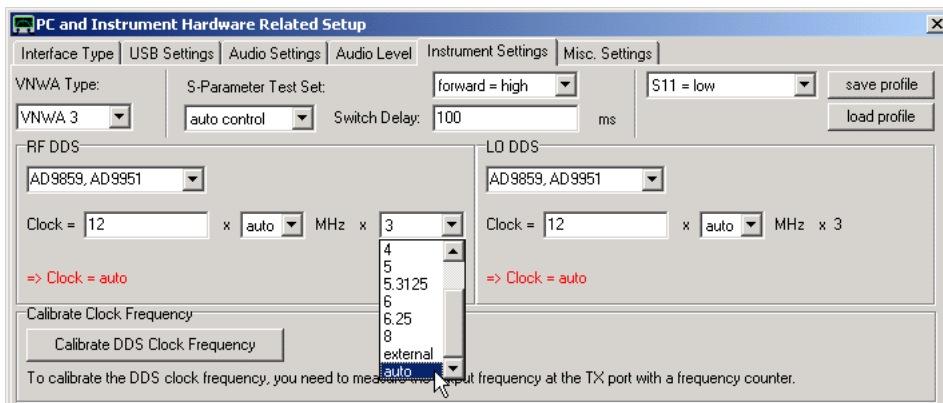 PC and Instrument Hardware Related Setup
Interface Type USB Settings Audio Settings Audio Level Instrument Settings Misc. Settings
VNWA Type: S-Parameter Test Set: forward = high S11 = low save profile
VNWA 3 auto control Switch Delay: 100 ms load profile
RF DDS LO DDS
AD9859, AD9951 AD9859, AD9951
Clock = 12 x auto MHz x 3 Clock = 12 x auto MHz x 3
4
5
=> Clock = auto 5.3125 => Clock = auto
6
Calibrate Clock Frequency 6.25
8
Calibrate DDS Clock Frequency external
auto
To calibrate the DDS clock frequency, you need to measure the output frequency at the TX port with a frequency counter.